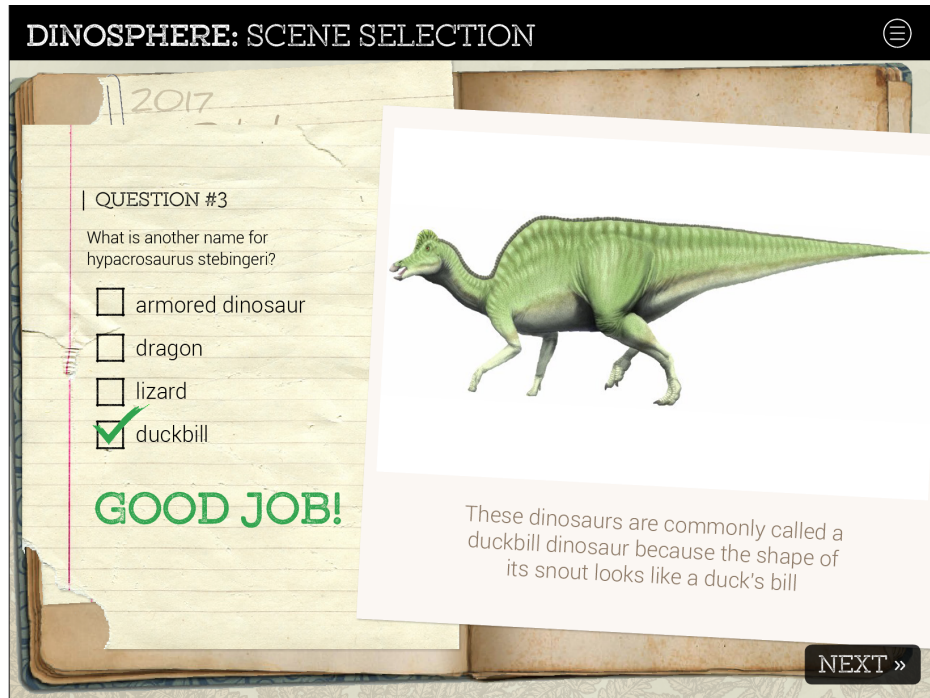 DINOSPHERE: SCENE SELECTION
2017
QUESTION #3
What is another name for
hypacrosaurus stebingeri?
armored dinosaur
dragon
lizard
duckbill
GOOD JOB!
These dinosaurs are commonly called a
duckbill dinosaur because the shape of
its snout looks like a duck's bill
NEXT »